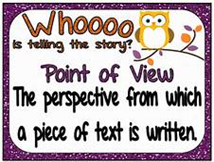 Whoooo
is telling the story?
Point of View
The perspective from which
a piece of text is written.